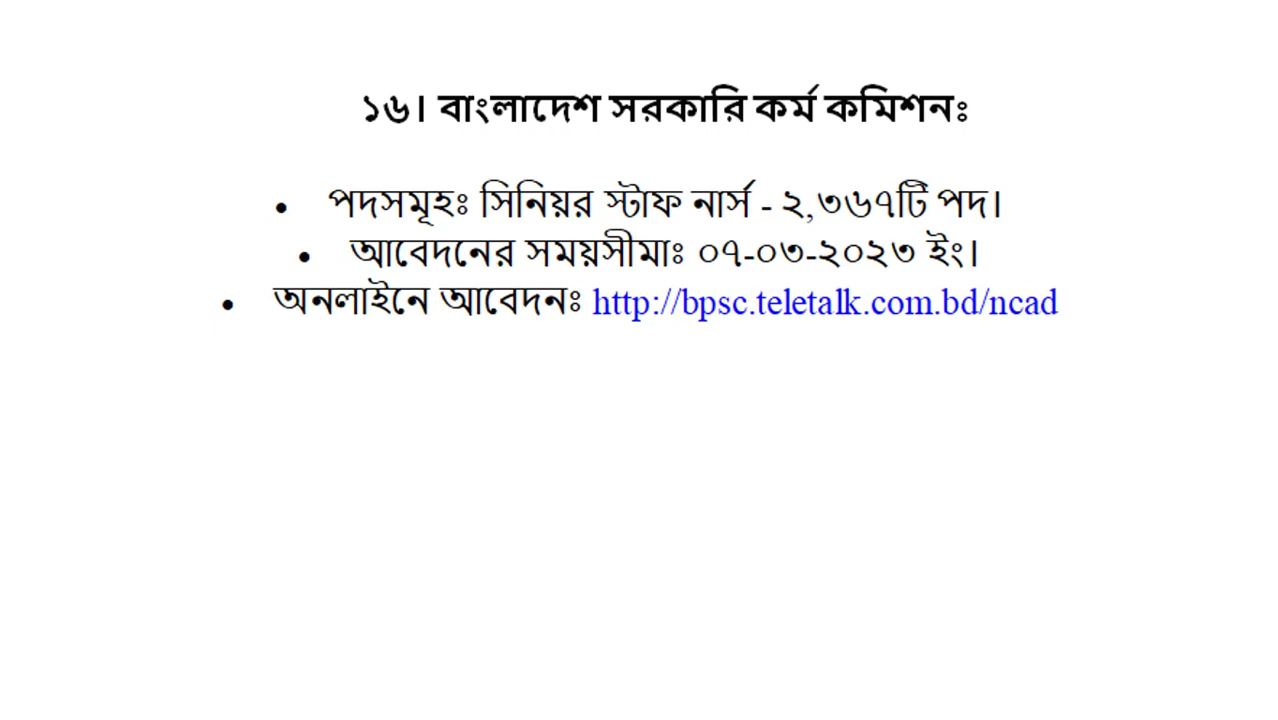 ১৬। বাংলাদেশ সরকারি কর্ম কমিশনঃ
• পদসমূহঃ সিনিয়র স্টাফ নার্স - ২,৩৬৭টি পদ।
• আবেদনের সময়সীমাঃ ০৭-০৩-২০২৩ ইং।
• অনলাইনে আবেদনঃ http://bpsc.teletalk.com.bd/ncad